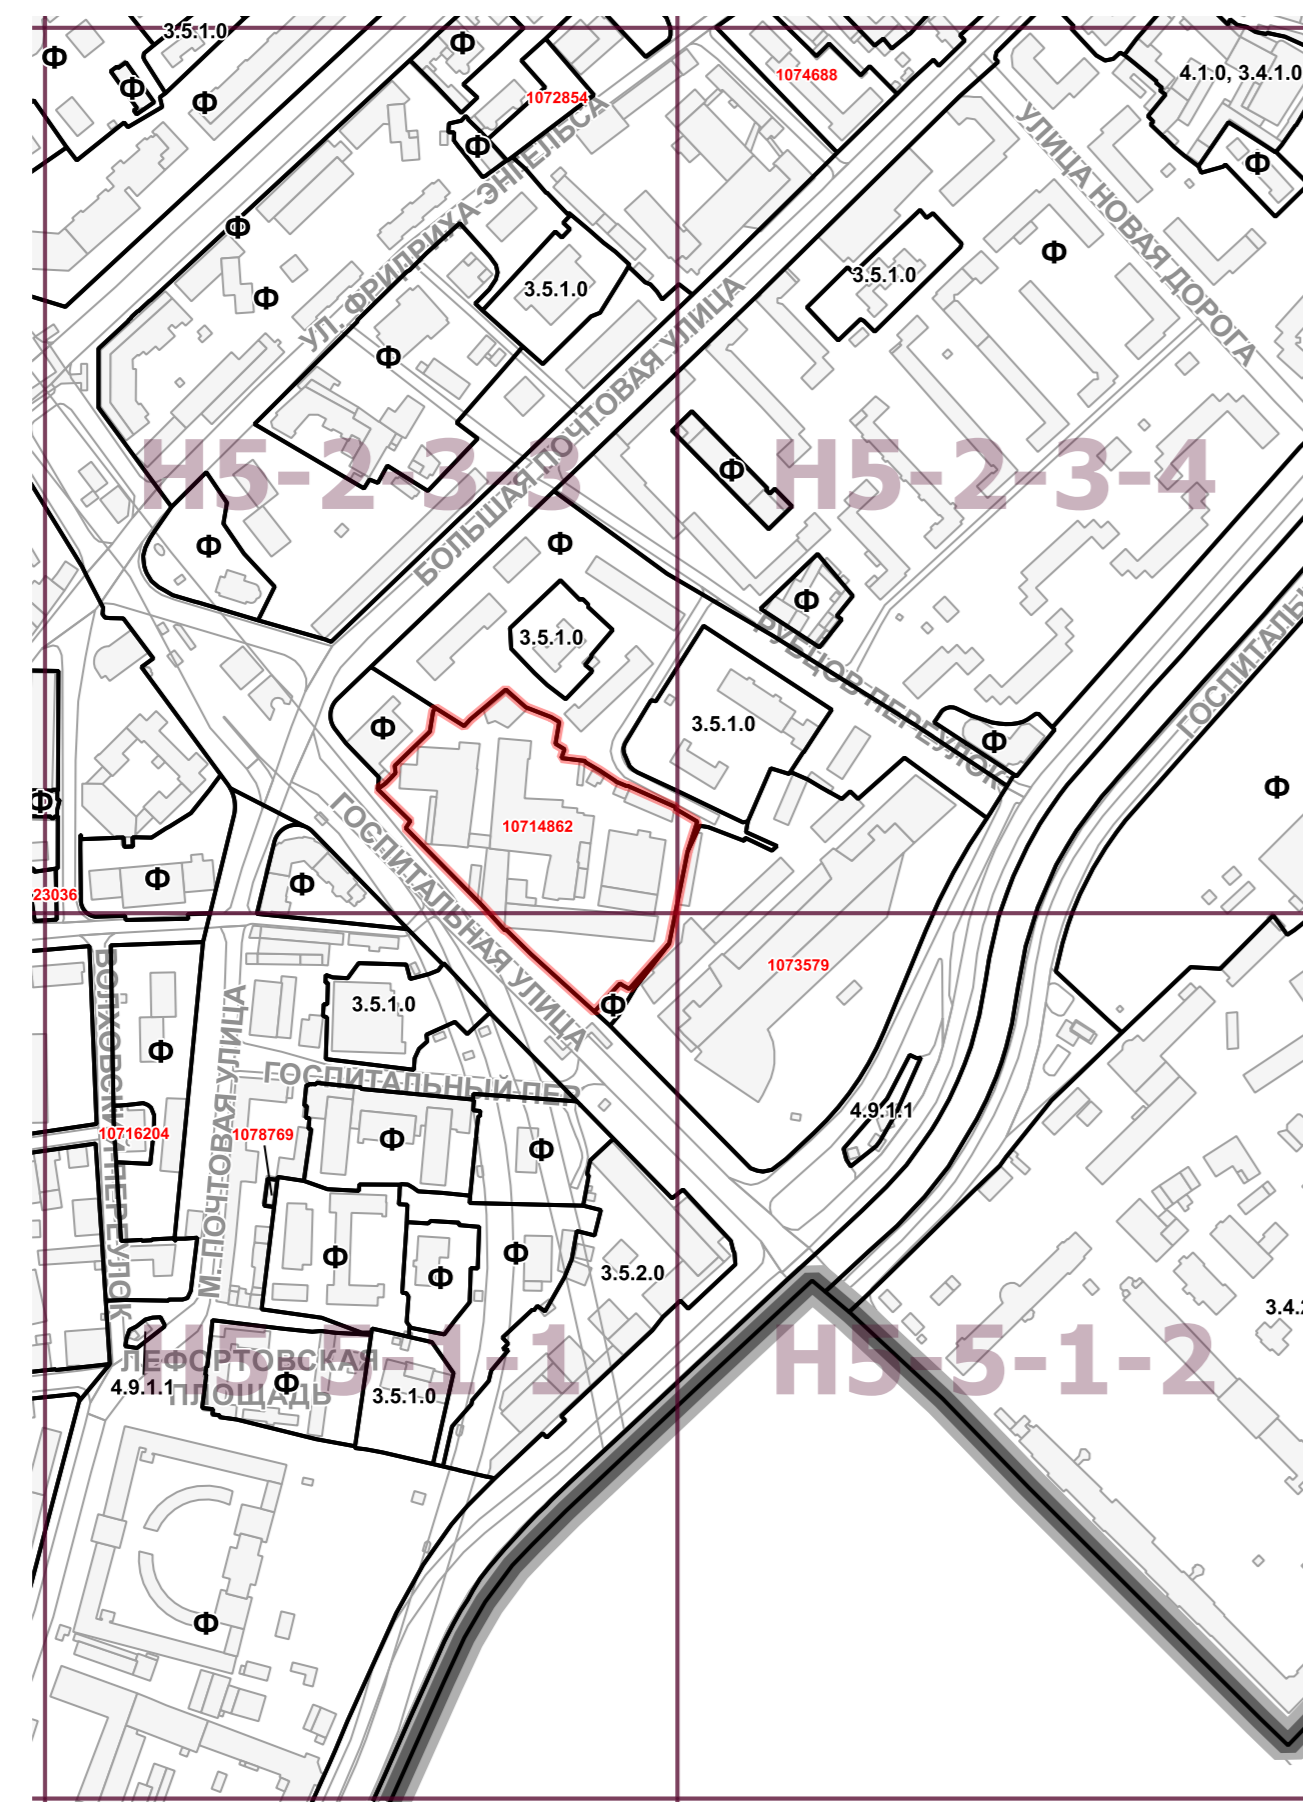 3.5.1.0
Ф
Ф
Ф
Ф
1072854
1074688
4.1.0, 3.4.1.0
Ф
Ф
УЛ. ФРИДРИХА ЭНГЕЛЬСА
УЛИЦА НОВАЯ ДОРОГА
Ф
Ф
3.5.1.0
3.5.1.0
Ф
Ф
БОЛЬШАЯ ПОЧТОВАЯ УЛИЦА
Н5-2-3-3
Н5-2-3-4
Ф
Ф
Ф
Ф
3.5.1.0
РУБЦОВ ПЕРЕУЛОК
3.5.1.0
Ф
Ф
ГОСПИТАЛЬ
Ф
Ф
10714862
ГОСПИТАЛЬНАЯ УЛИЦА
Ф
Ф
23036
1073579
3.5.1.0
Ф
Ф
ВОЛХОВСКИЙ ПЕРЕУЛОК
М. ПОЧТОВАЯ УЛИЦА
ГОСПИТАЛЬНЫЙ ПЕР
4.9.1.1
10716204
1078769
Ф
Ф
Ф
Ф
Ф
3.5.2.0
3.4.2
Н5-5-1-1
Н5-5-1-2
ЛЕФОРТОВСКАЯ
ПЛОЩАДЬ
4.9.1.1
Ф
3.5.1.0
Ф